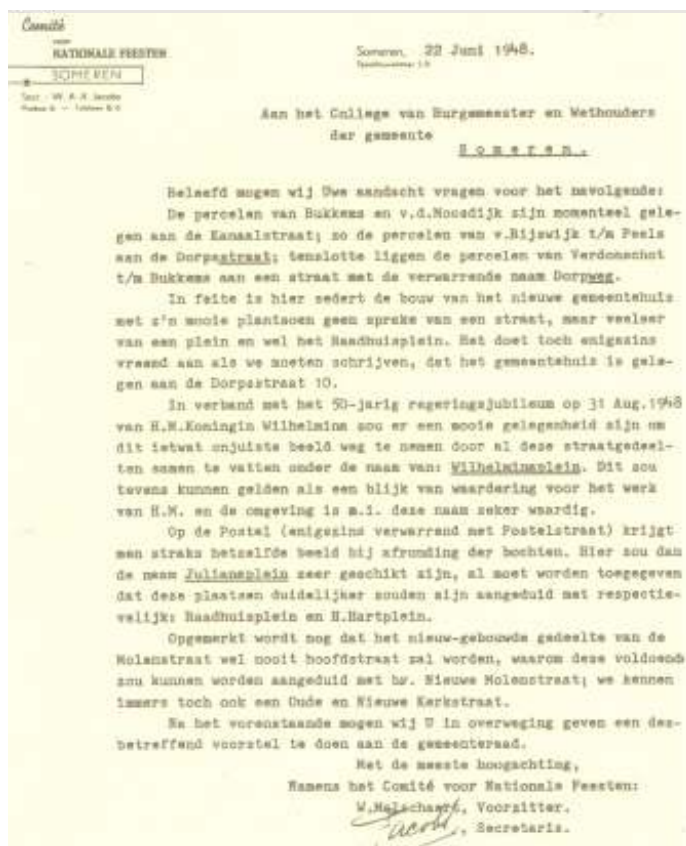 Comité
voor
NATIONALE FEESTEN
SOMEREN
Secr.: W. A. H. Jacobs
Someren, 22 Juni 1948.
Aan het College van Burgemeester en Wethouders
der gemeente
Someren.
Beleefd mogen wij Uwe aandacht vragen voor het navolgende:
De percelen van Bukkems en v.d.Moosdijk zijn momenteel gele-
gen aan de Kanaalstraat; zo de percelen van v.Rijswijk t/m Peels
aan de Dorpsstraat; tenslotte liggen de percelen van Verdonschot
t/m Bukkems aan een straat met de verwarrende naam Dorpweg.
In feite is hier sedert de bouw van het nieuwe gemeentehuis
met z'n mooie plantsoen geen sprake van een straat, maar veeleer
van een plein en wel het Raadhuisplein. Het doet toch enigszins
vreemd aan als we moeten schrijven, dat het gemeentehuis is gele-
gen aan de Dorpsstraat 10.
In verband met het 50-jarig regeringsjubileum op 31 Aug.1948
van H.M.Koningin Wilhelmina zou er een mooie gelegenheid zijn om
dit ietwat onjuiste beeld weg te nemen door al deze straatgedeel-
ten samen te vatten onder de naam van: Wilhelminaplein. Dit zou
tevens kunnen gelden als een blijk van waardering voor het werk
van H.M. en de omgeving is m.i. deze naam zeker waardig.
Op de Postel (enigszins verwarrend met Postelstraat) krijgt
men straks hetzelfde beeld bij afronding der bochten. Hier zou dan
de naam Julianaplein zeer geschikt zijn, al moet worden toegegeven
dat deze plaatsen duidelijker zouden zijn aangeduid met respectie-
velijk: Raadhuisplein en H.Hartplein.
Opgemerkt wordt nog dat het nieuw-gebouwde gedeelte van de
Molenstraat wel nooit hoofdstraat zal worden, waarom deze voldoende
zou kunnen worden aangeduid met bv. Nieuwe Molenstraat; we kennen
immers toch ook een Oude en Nieuwe Kerkstraat.
Na het vorenstaande mogen wij U in overweging geven een des-
betreffend voorstel te doen aan de gemeenteraad.
Met de meeste hoogachting,
Namens het Comité voor Nationale Feesten:
W.Welschaert, Voorzitter.
Jacobs, Secretaris.